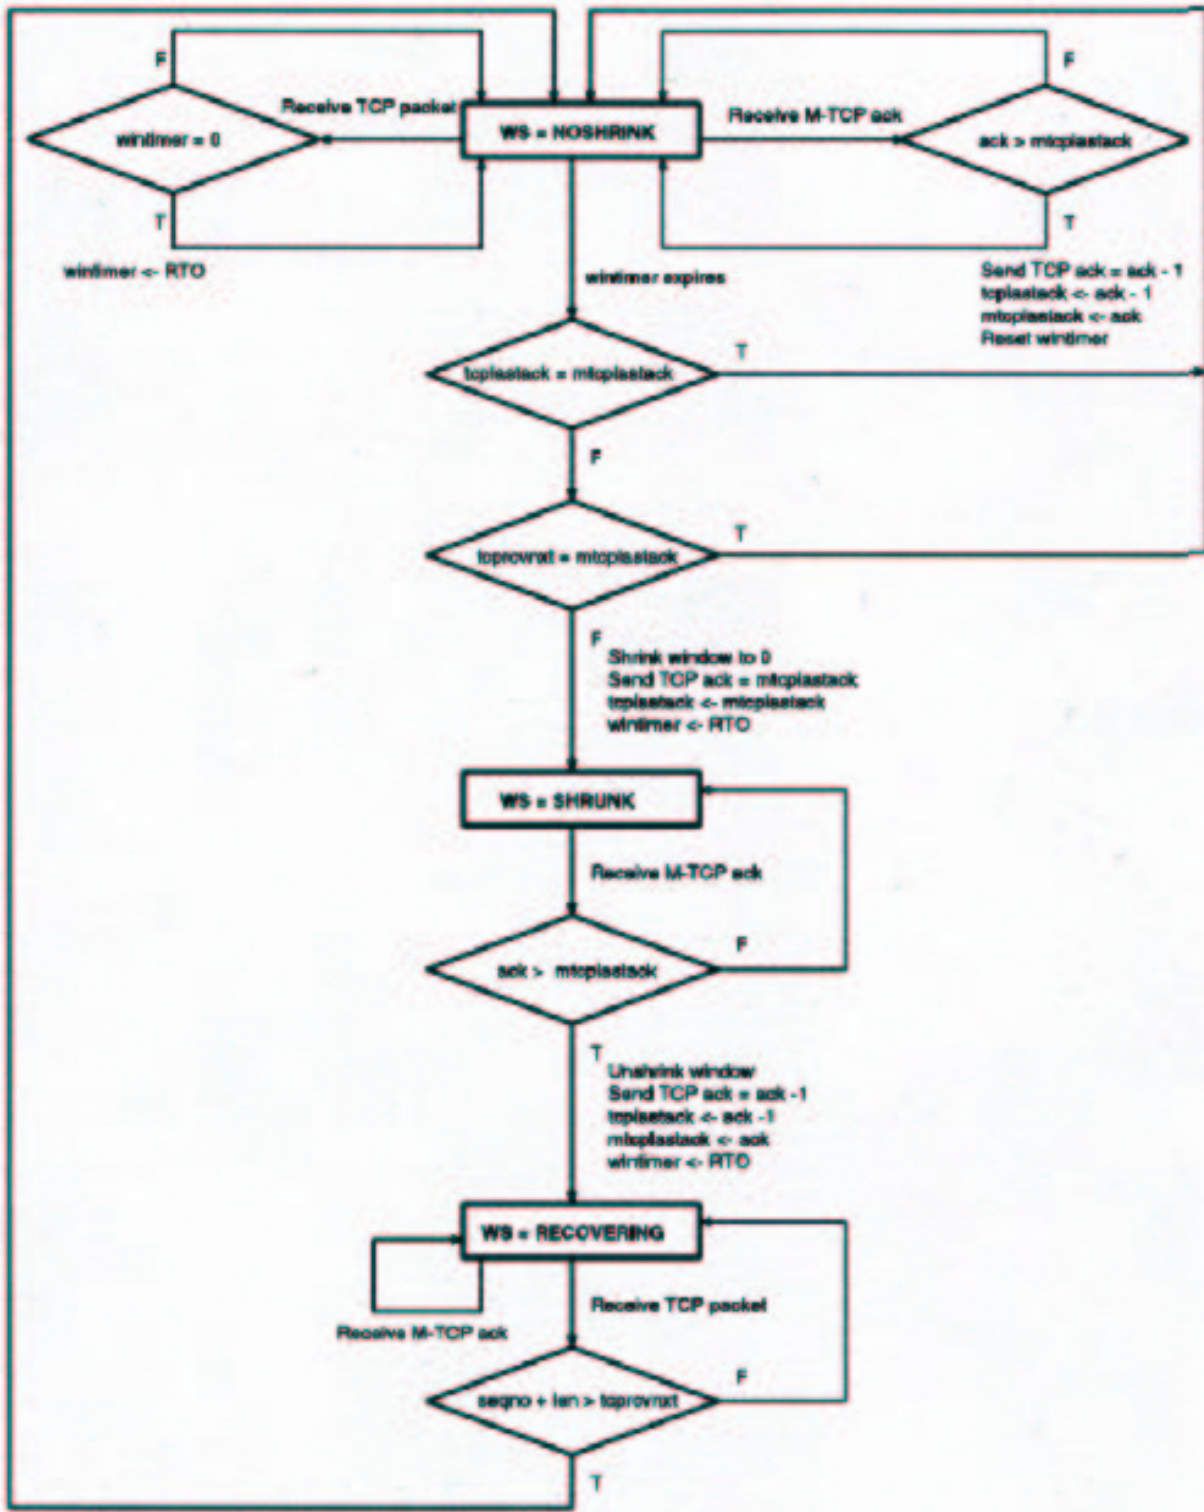 F
F
Receive TCP packet
Receive M-TCP ack
wintimer = 0
WS = NOSHRINK
ack > mtcplastack
T
T
wintimer <- RTO
wintimer expires
Send TCP ack = ack - 1
tcplastack <- ack - 1
mtcplastack <- ack
Reset wintimer
T
tcplastack = mtcplastack
F
T
tcprcvnxt = mtcplastack
F
Shrink window to 0
Send TCP ack = mtcplastack
tcplastack <- mtcplastack
wintimer <- RTO
WS = SHRUNK
Receive M-TCP ack
F
ack > mtcplastack
T
Unshrink window
Send TCP ack = ack -1
tcplastack <- ack -1
mtcplastack <- ack
wintimer <- RTO
WS = RECOVERING
Receive TCP packet
Receive M-TCP ack
F
seqno + len > tcprcvnxt
T